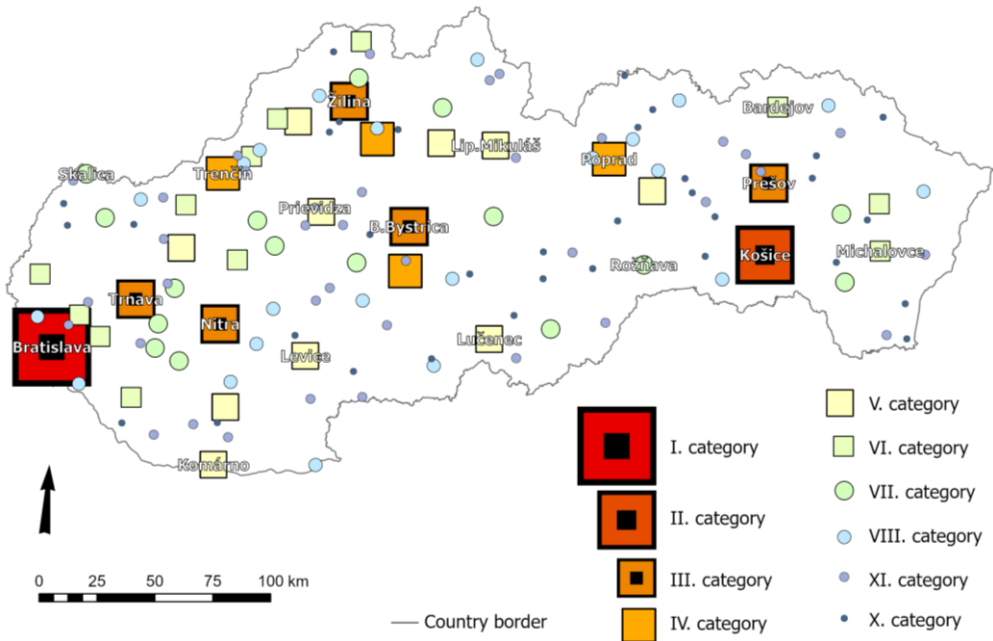 Žilina
Bardejov
Lip.Mikuláš
Poprad
Skalica
Trenčín
Prešov
Prievidza
B.Bystrica
Michalovce
Košice
Rožňava
Trnava
Nitra
Bratislava
Lučenec
Levice
Komárno
I. category
II. category
III. category
IV. category
V. category
VI. category
VII. category
VIII. category
XI. category
X. category
0 25 50 75 100 km
Country border